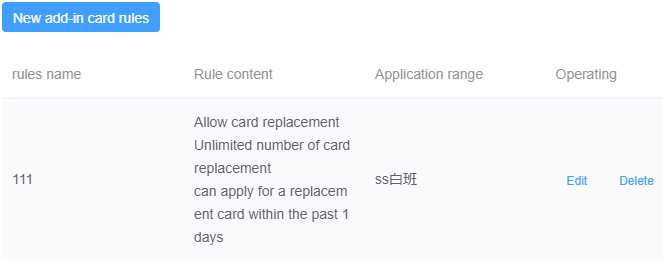 New add-in card rules
rules name Rule content Application range Operating
Allow card replacement
Unlimited number of card
replacement
111 can apply for a replacem ss白班 Edit Delete
ent card within the past 1
days